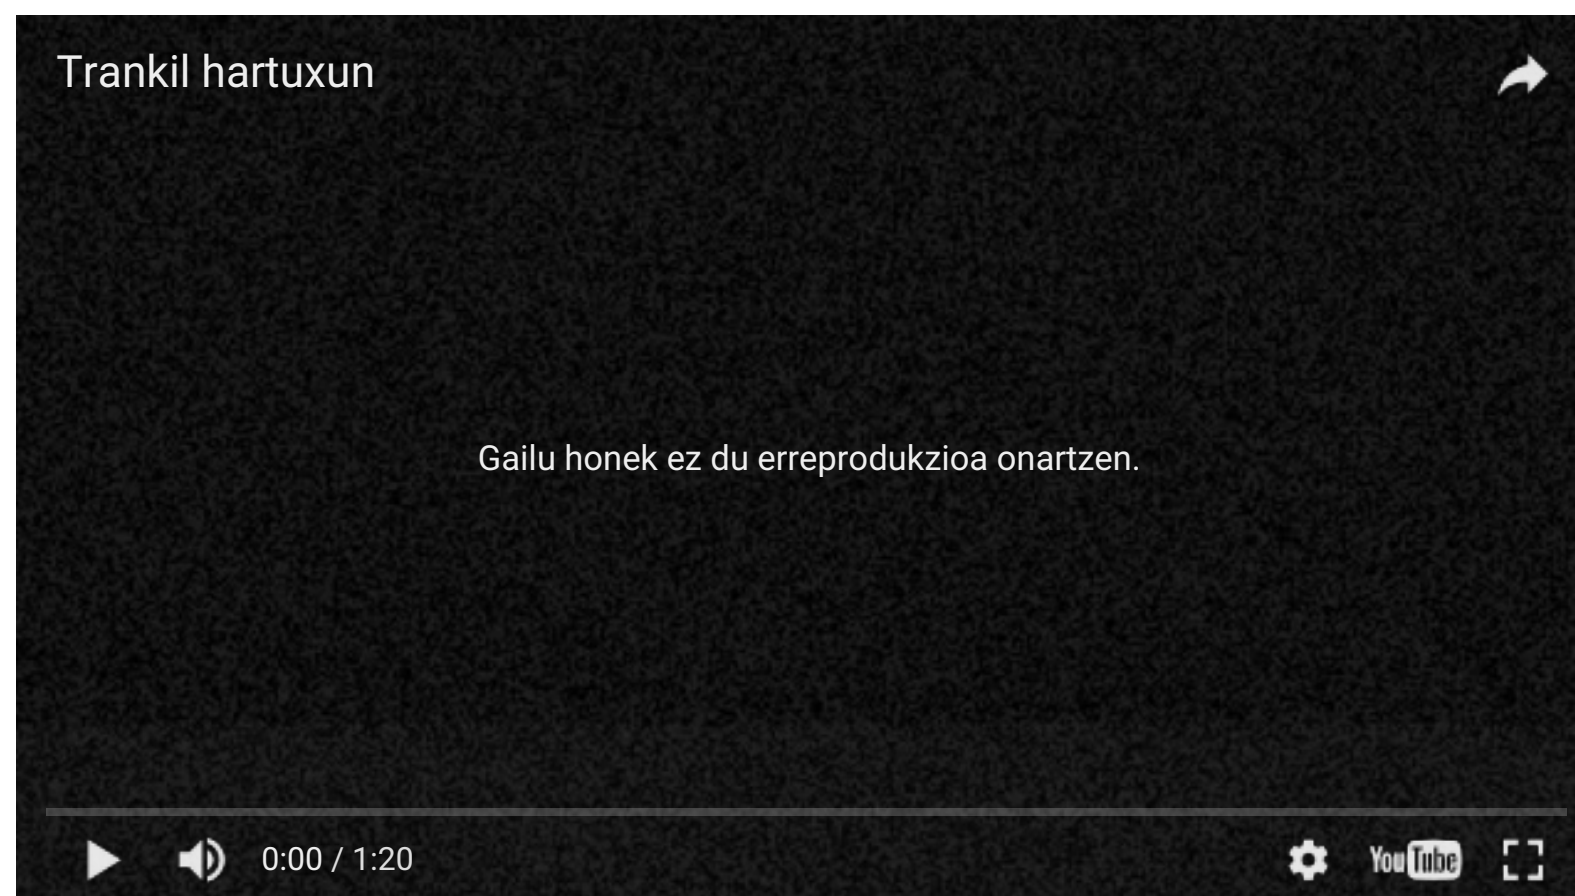 Trankil hartuxun
Gailu honek ez du erreprodukzioa onartzen.
0:00 / 1:20
YouTube